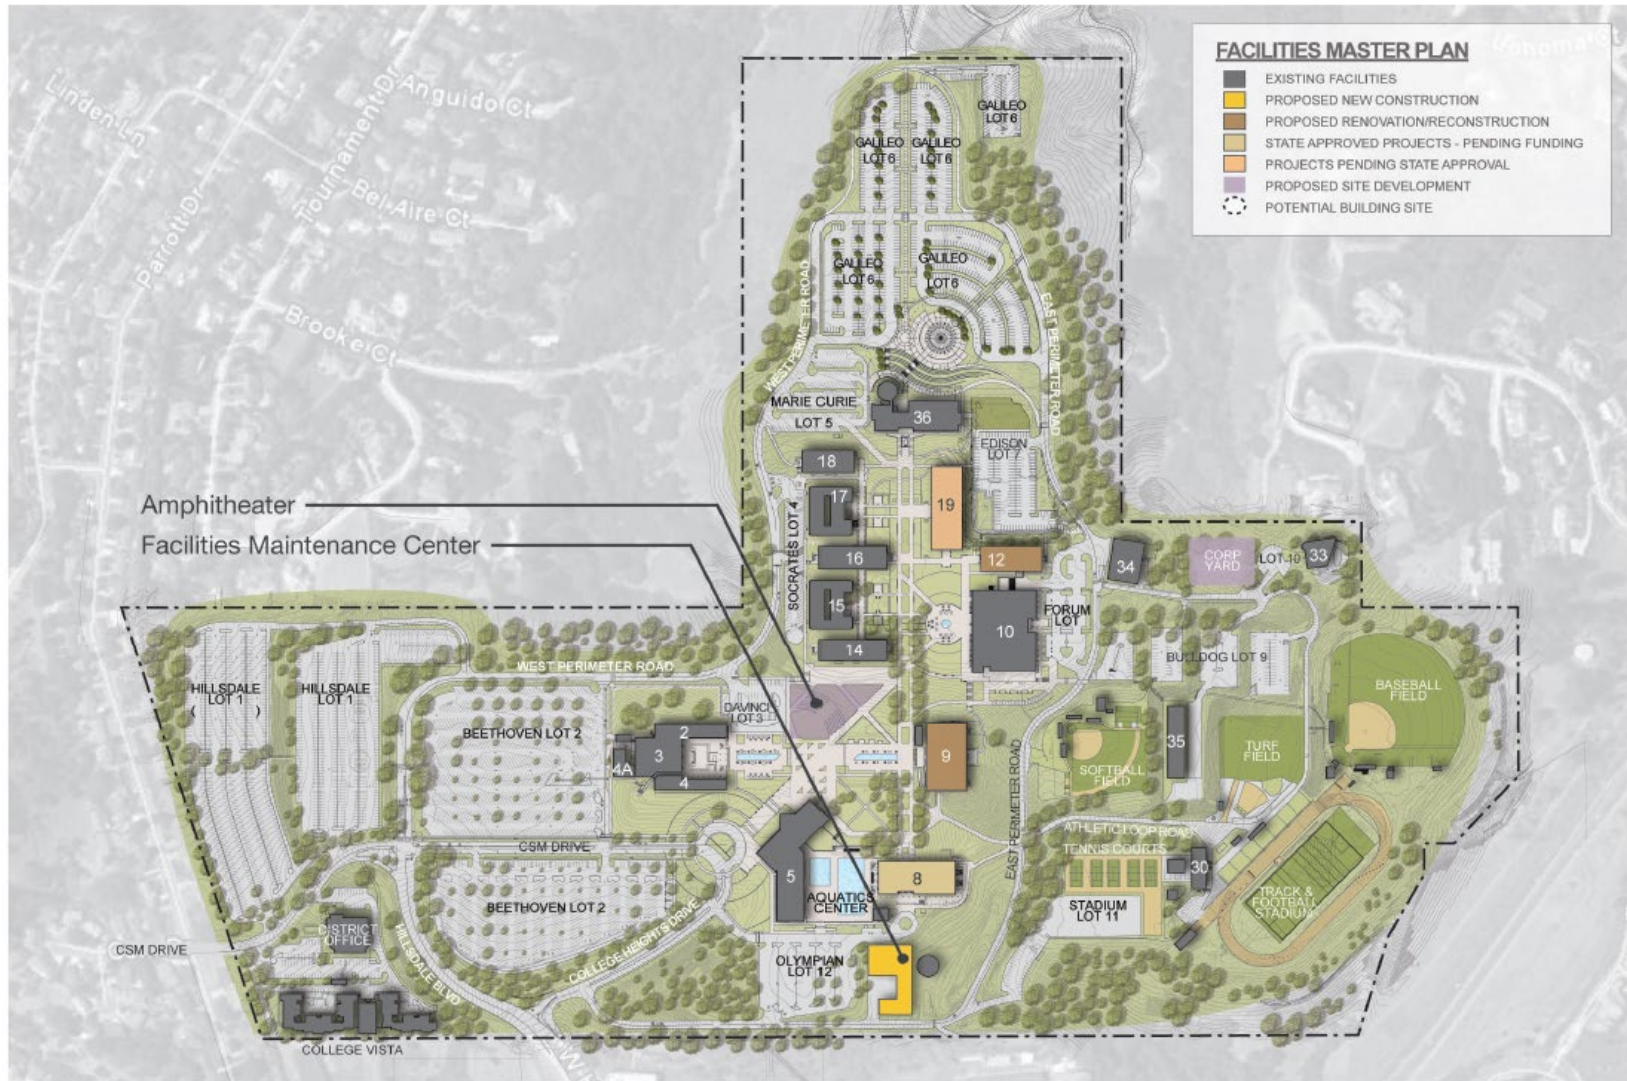 FACILITIES MASTER PLAN
EXISTING FACILITIES
PROPOSED NEW CONSTRUCTION
PROPOSED RENOVATION/RECONSTRUCTION
STATE APPROVED PROJECTS - PENDING FUNDING
PROJECTS PENDING STATE APPROVAL
PROPOSED SITE DEVELOPMENT
POTENTIAL BUILDING SITE
Linden Ln
Parrott Dr
Tournament Dr
Anguido Ct
Bel Aire Ct
Brooke Ct
GALILEO
LOT 6
GALILEO
LOT 6
GALILEO
LOT 6
GALILEO
LOT 6
GALILEO
LOT 6
WEST PERIMETER ROAD
EAST PERIMETER ROAD
MARIE CURIE
LOT 5
36
EDISON
LOT 7
18
17
19
Amphitheater
Facilities Maintenance Center
SOCRATES LOT 4
16
12
34
CORP
YARD
LOT 10
33
15
10
FORUM
LOT
14
WEST PERIMETER ROAD
BULLDOG LOT 9
HILLSDALE
LOT 1
( )
HILLSDALE
LOT 1
BEETHOVEN LOT 2
DAVINCI
LOT 3
2
3
4A
4
9
EAST PERIMETER ROAD
SOFTBALL
FIELD
35
TURF
FIELD
BASEBALL
FIELD
CSM DRIVE
ATHLETIC LOOP ROAD
TENNIS COURTS
30
5
AQUATICS
CENTER
8
BEETHOVEN LOT 2
STADIUM
LOT 11
TRACK &
FOOTBALL
STADIUM
DISTRICT
OFFICE
CSM DRIVE
HILLSDALE BLVD
COLLEGE HEIGHTS DRIVE
OLYMPIAN
LOT 12
COLLEGE VISTA